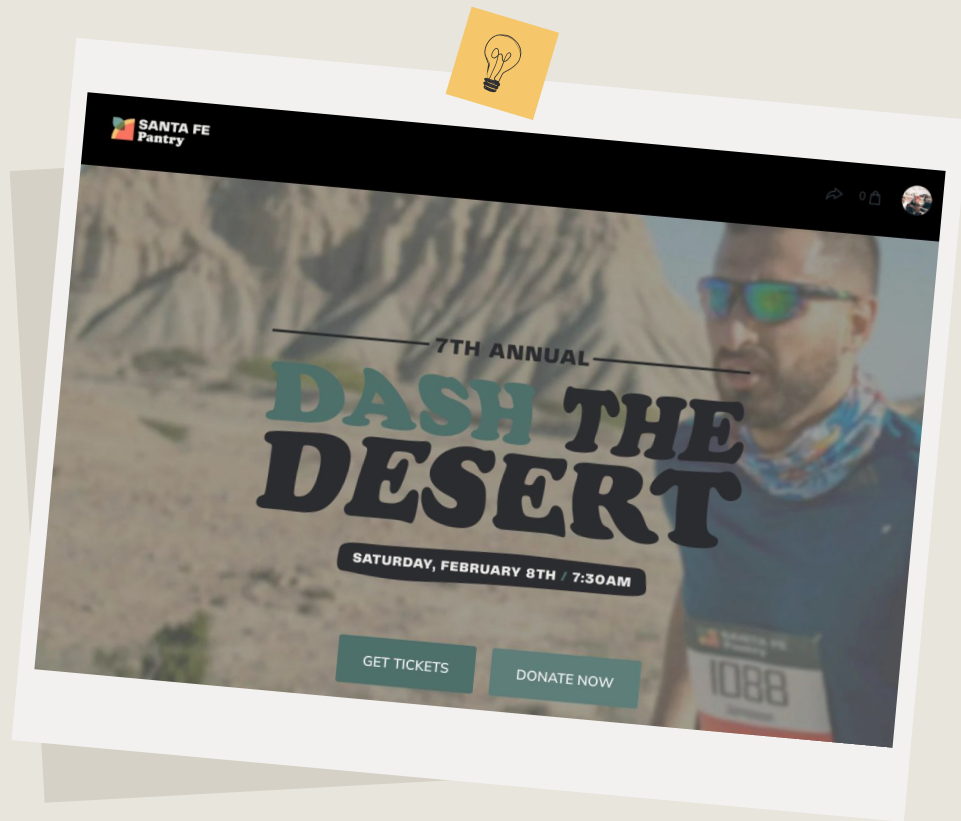 SANTA FE
Pantry
0
7TH ANNUAL
DASH THE
DESERT
SATURDAY, FEBRUARY 8TH / 7:30AM
GET TICKETS
DONATE NOW
SANTA FE
Pantry
1088